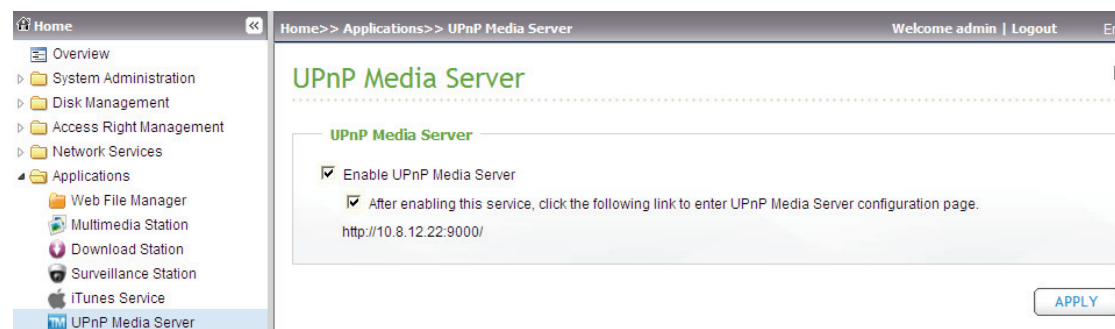 Home
Home>> Applications>> UPnP Media Server
Welcome admin | Logout
Overview
System Administration
Disk Management
Access Right Management
Network Services
Applications
Web File Manager
Multimedia Station
Download Station
Surveillance Station
iTunes Service
TM UPnP Media Server
UPnP Media Server
UPnP Media Server
Enable UPnP Media Server
After enabling this service, click the following link to enter UPnP Media Server configuration page.
http://10.8.12.22:9000/
APPLY